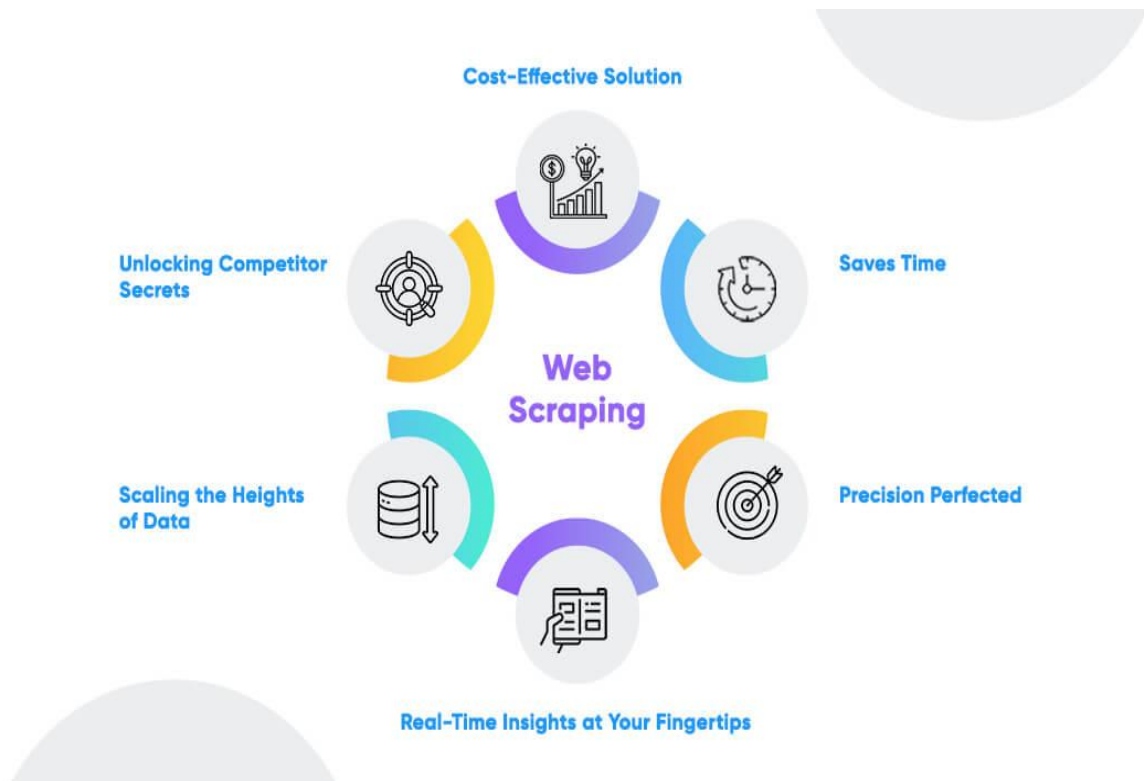 Cost-Effective Solution
Saves Time
Precision Perfected
Real-Time Insights at Your Fingertips
Scaling the Heights
of Data
Unlocking Competitor
Secrets
Web
Scraping